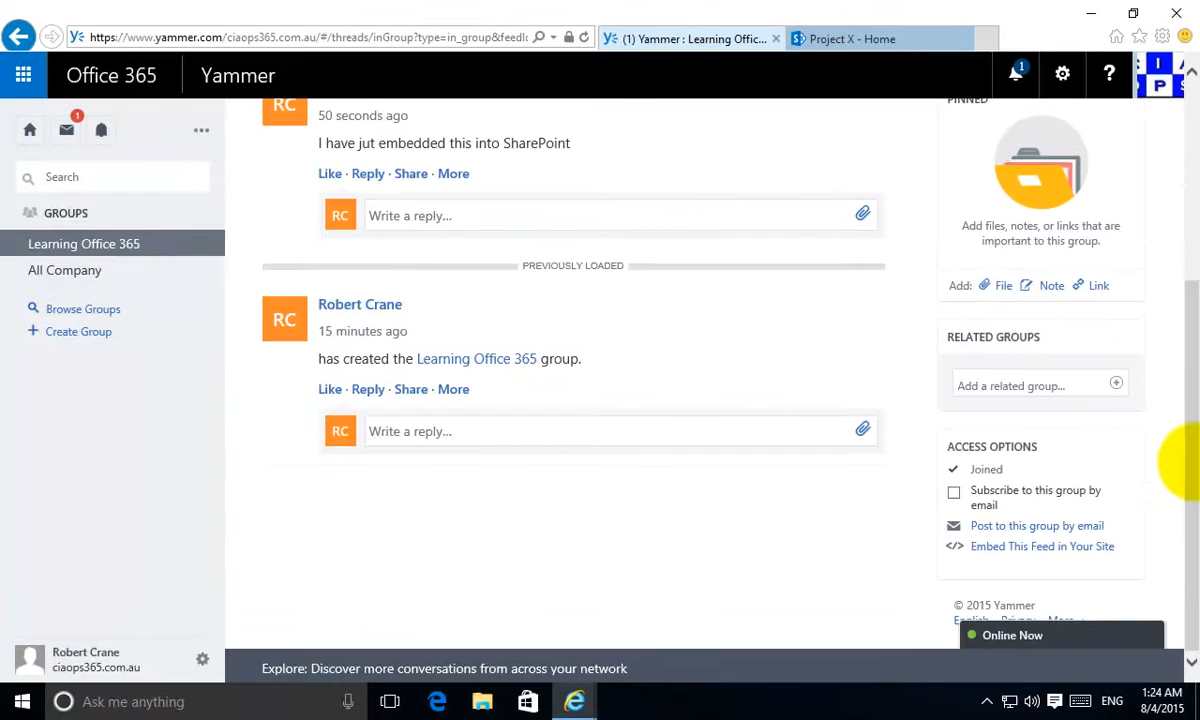 https://www.yammer.com/ciaops365.com.au/#/threads/inGroup?type=in_group&feedI
(1) Yammer : Learning Offic...
Project X - Home
Office 365
Yammer
1
?
C I A
O P S
1
Search
GROUPS
Learning Office 365
All Company
Browse Groups
Create Group
RC
50 seconds ago
I have jut embedded this into SharePoint
Like · Reply · Share · More
RC
Write a reply...
PREVIOUSLY LOADED
RC
Robert Crane
15 minutes ago
has created the Learning Office 365 group.
Like · Reply · Share · More
RC
Write a reply...
PINNED
Add files, notes, or links that are
important to this group.
Add: File Note Link
RELATED GROUPS
Add a related group...
ACCESS OPTIONS
Joined
Subscribe to this group by
email
Post to this group by email
Embed This Feed in Your Site
© 2015 Yammer
English Privacy More
Online Now
Robert Crane
ciaops365.com.au
Explore: Discover more conversations from across your network
Ask me anything
ENG
1:24 AM
8/4/2015